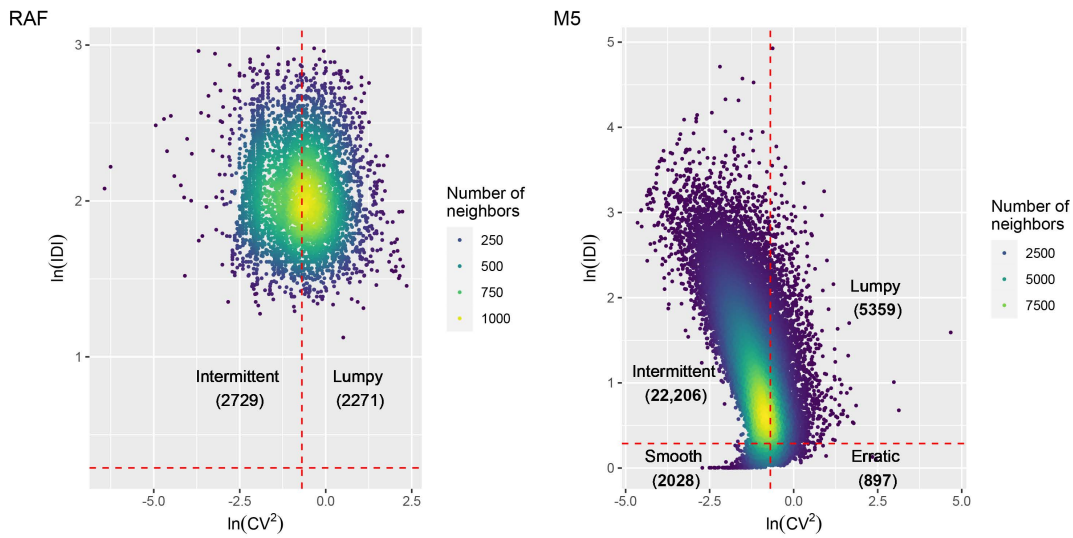 RAF
3
2
1
ln(IDI)
-5.0
-2.5
0.0
2.5
ln(CV²)
Intermittent
(2729)
Lumpy
(2271)
Number of
neighbors
250
500
750
1000
M5
5
4
3
2
1
0
ln(IDI)
-5.0
-2.5
0.0
2.5
5.0
ln(CV²)
Lumpy
(5359)
Intermittent
(22,206)
Smooth
(2028)
Erratic
(897)
Number of
neighbors
2500
5000
7500